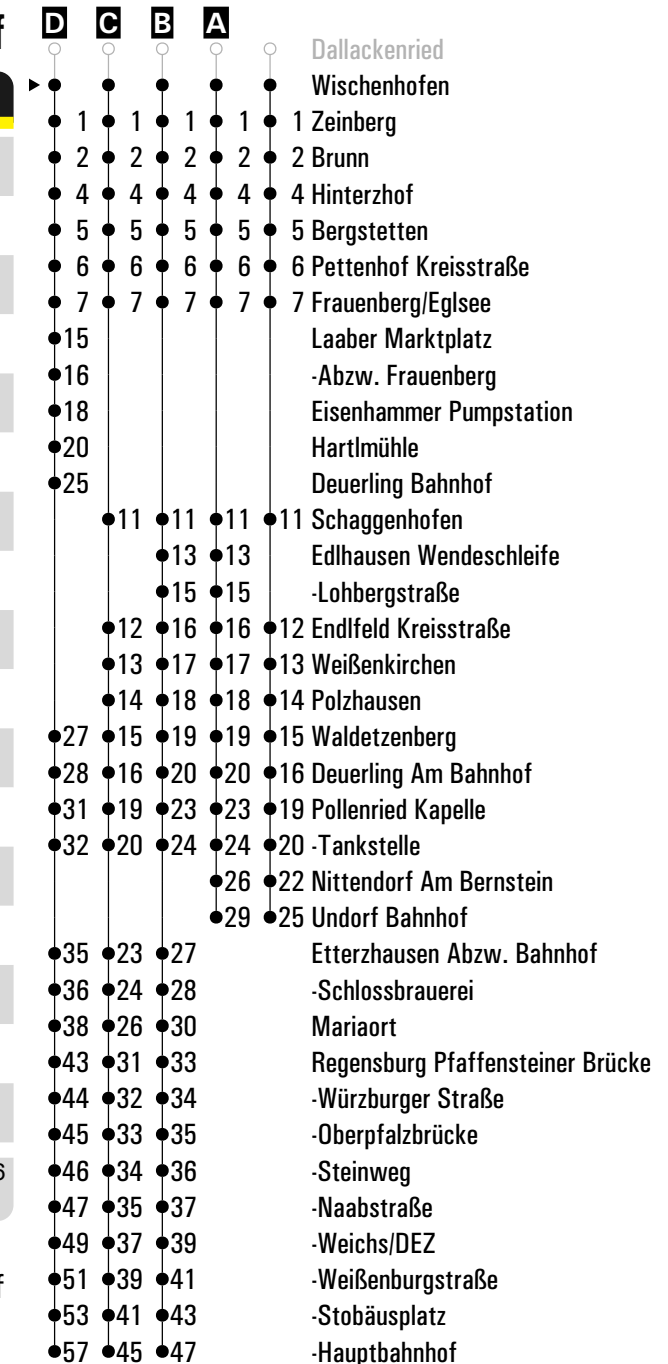 f D C B A
Dallackenried
Wischenhofen
1 1 1 1 1 Zeinberg
2 2 2 2 2 Brunn
4 4 4 4 4 Hinterzhof
5 5 5 5 5 Bergstetten
6 6 6 6 6 Pettenhof Kreisstraße
7 7 7 7 7 Frauenberg/Eglsee
15 Laaber Marktplatz
16 -Abzw. Frauenberg
18 Eisenhammer Pumpstation
20 Hartlmühle
25 Deuerling Bahnhof
11 11 11 11 Schaggenhofen
13 13 Edlhausen Wendeschleife
15 15 -Lohbergstraße
12 16 16 12 Endlfeld Kreisstraße
13 17 17 13 Weißenkirchen
14 18 18 14 Polzhausen
27 15 19 19 15 Waldetzenberg
28 16 20 20 16 Deuerling Am Bahnhof
31 19 23 23 19 Pollenried Kapelle
32 20 24 24 20 -Tankstelle
26 22 Nittendorf Am Bernstein
29 25 Undorf Bahnhof
35 23 27 Etterzhausen Abzw. Bahnhof
36 24 28 -Schlossbrauerei
38 26 30 Mariaort
43 31 33 Regensburg Pfaffensteiner Brücke
44 32 34 -Würzburger Straße
45 33 35 -Oberpfalzbrücke
6 46 34 36 -Steinweg
47 35 37 -Naabstraße
49 37 39 -Weichs/DEZ
f 51 39 41 -Weißenburgstraße
53 41 43 -Stobäusplatz
57 45 47 -Hauptbahnhof